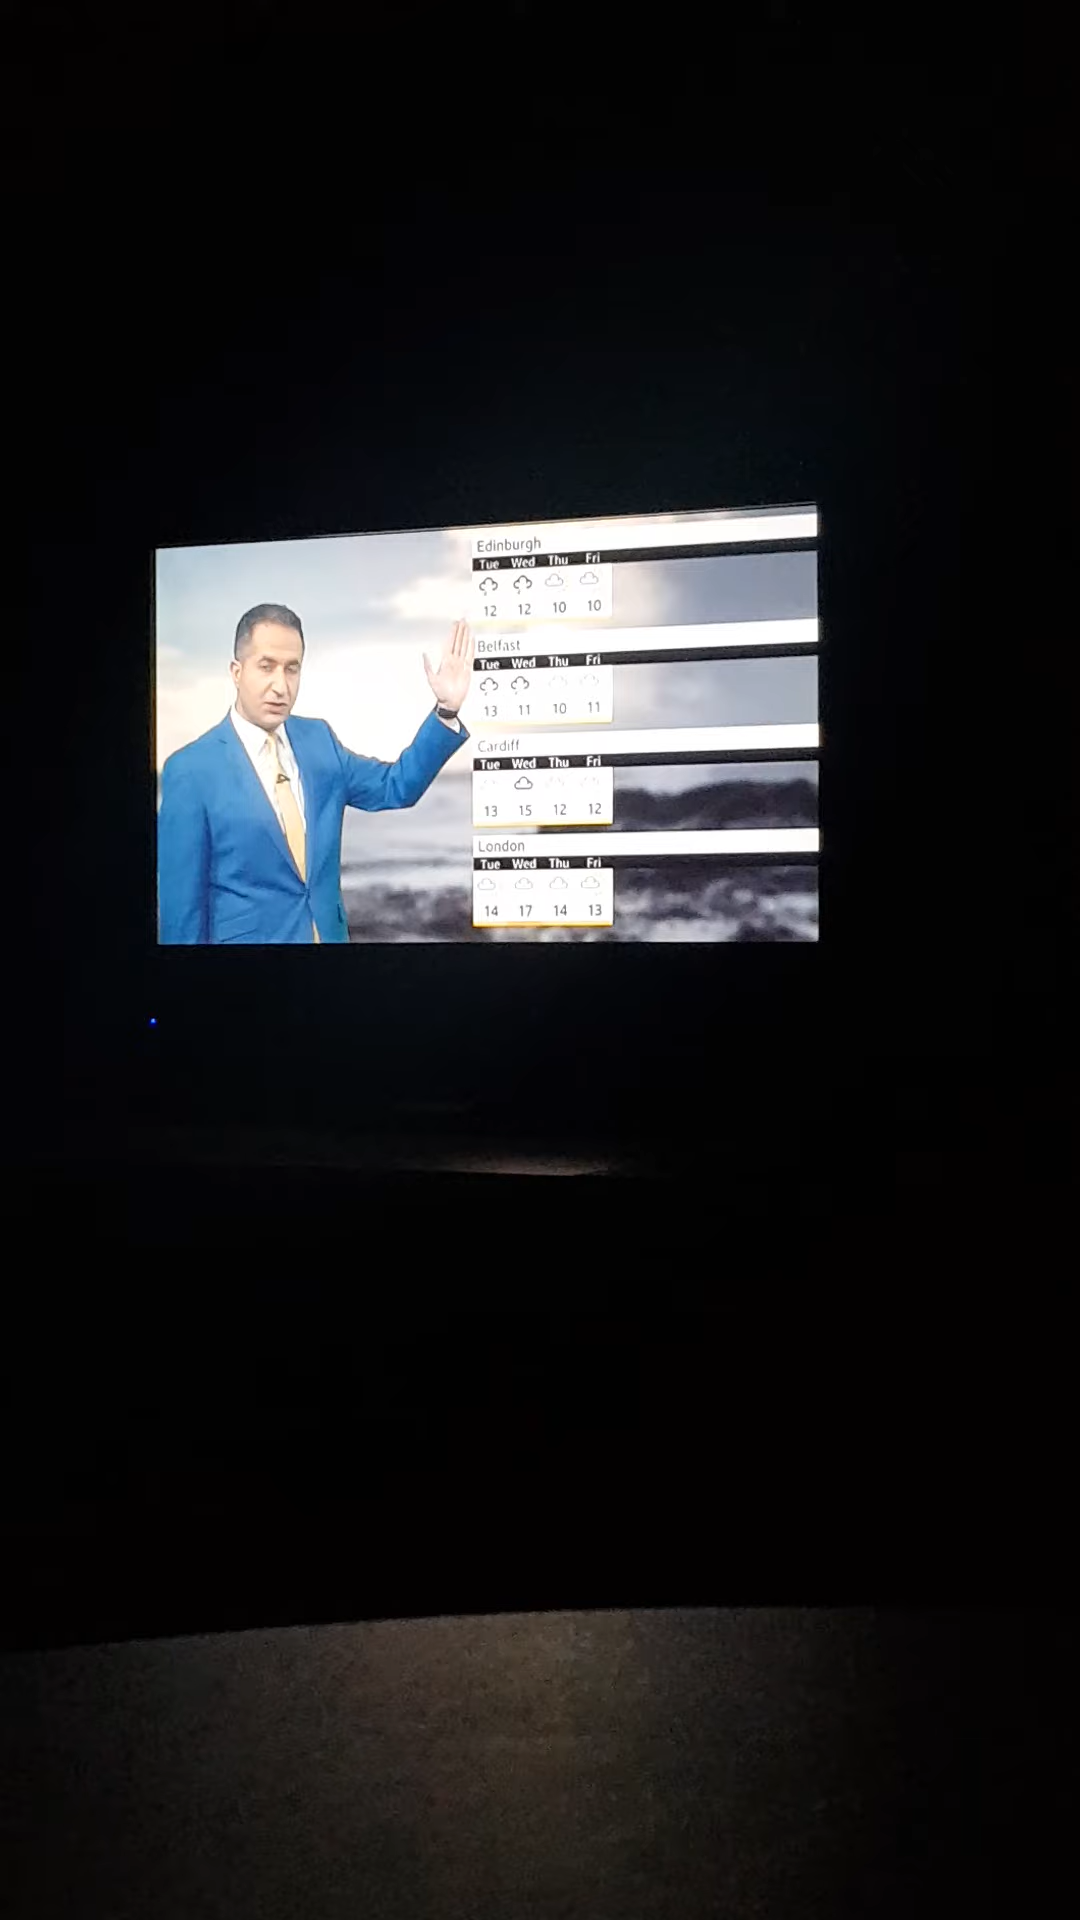 Edinburgh
Tue Wed Thu Fri
12 12 10 10
Belfast
Tue Wed Thu Fri
13 11 10 11
Cardiff
Tue Wed Thu Fri
13 15 12 12
London
Tue Wed Thu Fri
14 17 14 13